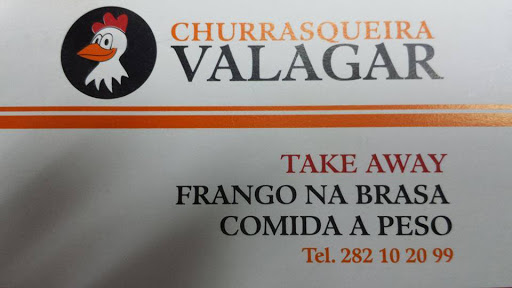 CHURRASQUEIRA
VALAGAR
TAKE AWAY
FRANGO NA BRASA
COMIDA A PESO
Tel. 282 10 20 99